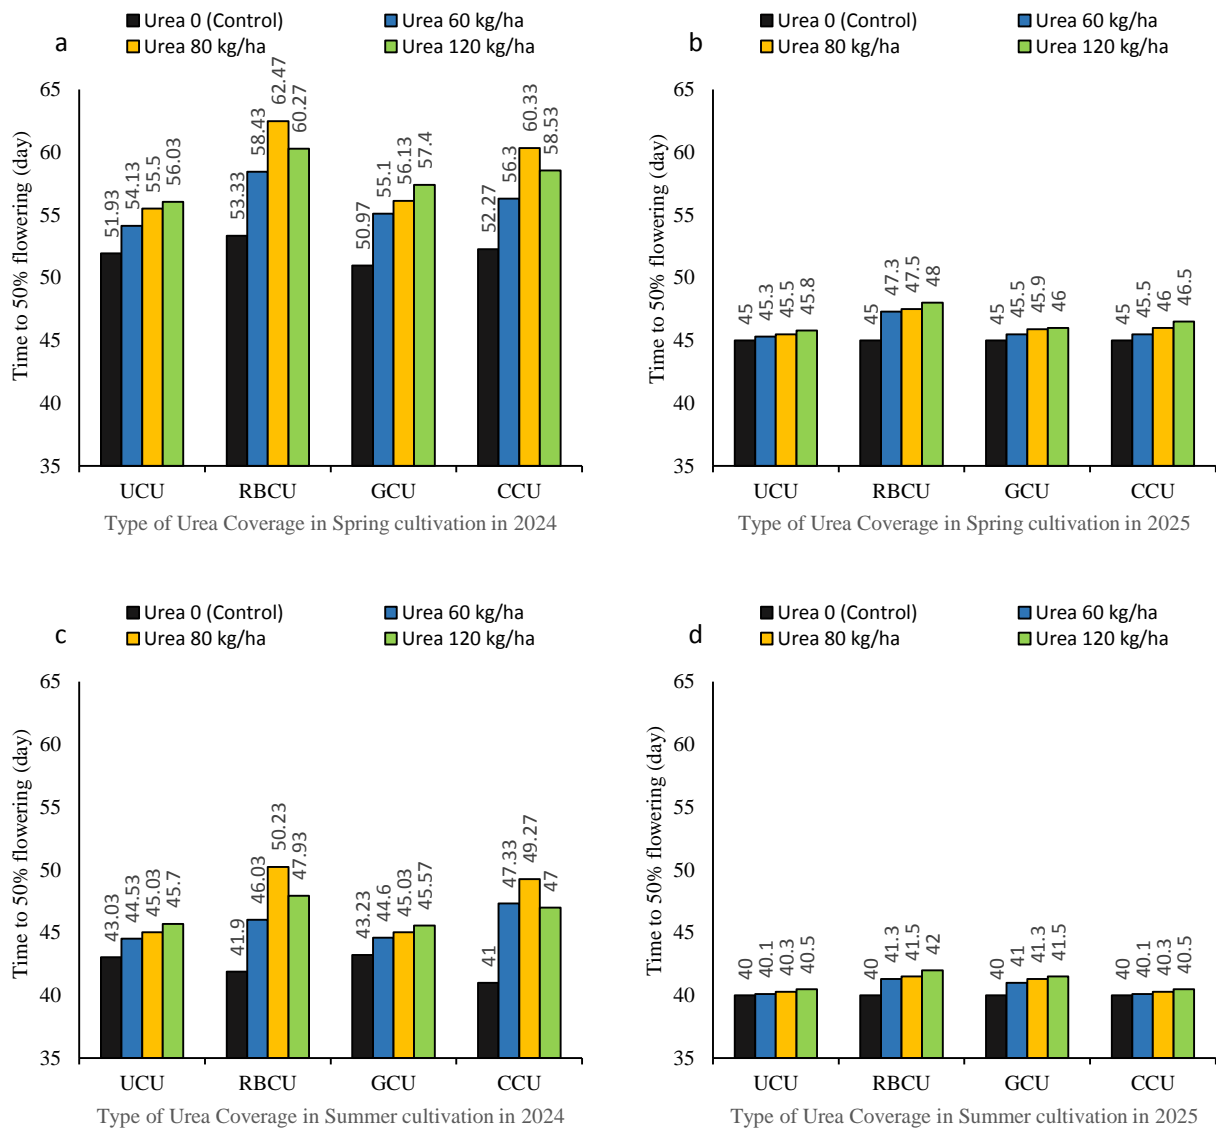 a
Urea 0 (Control) Urea 60 kg/ha
Urea 80 kg/ha Urea 120 kg/ha
Time to 50% flowering (day)
65
60
55
50
45
40
35
51.93 54.13 55.5 56.03
53.33 58.43 62.47 60.27
50.97 55.1 56.13 57.4
52.27 56.3 60.33 58.53
UCU RBCU GCU CCU
Type of Urea Coverage in Spring cultivation in 2024
b
Urea 0 (Control) Urea 60 kg/ha
Urea 80 kg/ha Urea 120 kg/ha
Time to 50% flowering (day)
65
60
55
50
45
40
35
45 45.3 45.5 45.8
45 47.3 47.5 48
45 45.5 45.9 46
45 45.5 46 46.5
UCU RBCU GCU CCU
Type of Urea Coverage in Spring cultivation in 2025
c
Urea 0 (Control) Urea 60 kg/ha
Urea 80 kg/ha Urea 120 kg/ha
Time to 50% flowering (day)
65
60
55
50
45
40
35
43.03 44.53 45.03 45.7
41.9 46.03 50.23 47.93
43.23 44.6 45.03 45.57
41 47.33 49.27 47
UCU RBCU GCU CCU
Type of Urea Coverage in Summer cultivation in 2024
d
Urea 0 (Control) Urea 60 kg/ha
Urea 80 kg/ha Urea 120 kg/ha
Time to 50% flowering (day)
65
60
55
50
45
40
35
40 40.1 40.3 40.5
40 41.3 41.5 42
40 41 41.3 41.5
40 40.1 40.3 40.5
UCU RBCU GCU CCU
Type of Urea Coverage in Summer cultivation in 2025